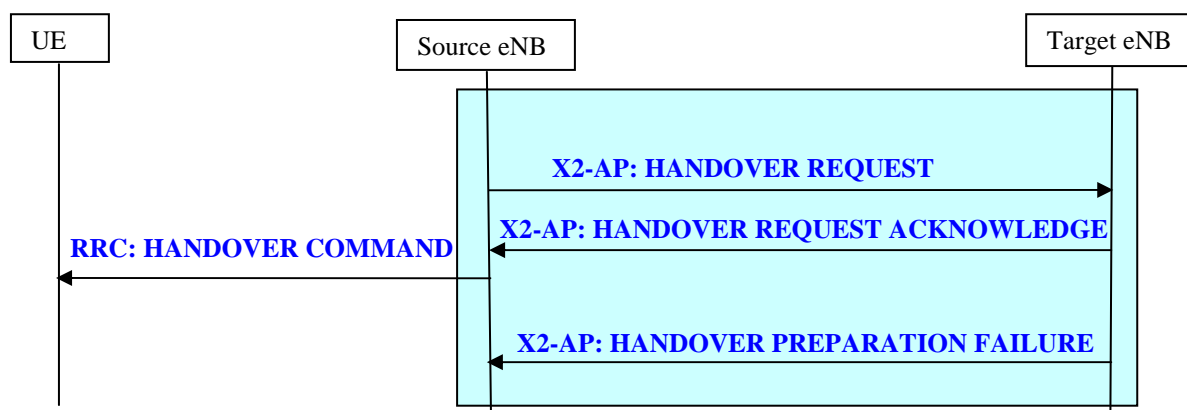 UE
Source eNB
Target eNB
X2-AP: HANDOVER REQUEST
X2-AP: HANDOVER REQUEST ACKNOWLEDGE
RRC: HANDOVER COMMAND
X2-AP: HANDOVER PREPARATION FAILURE